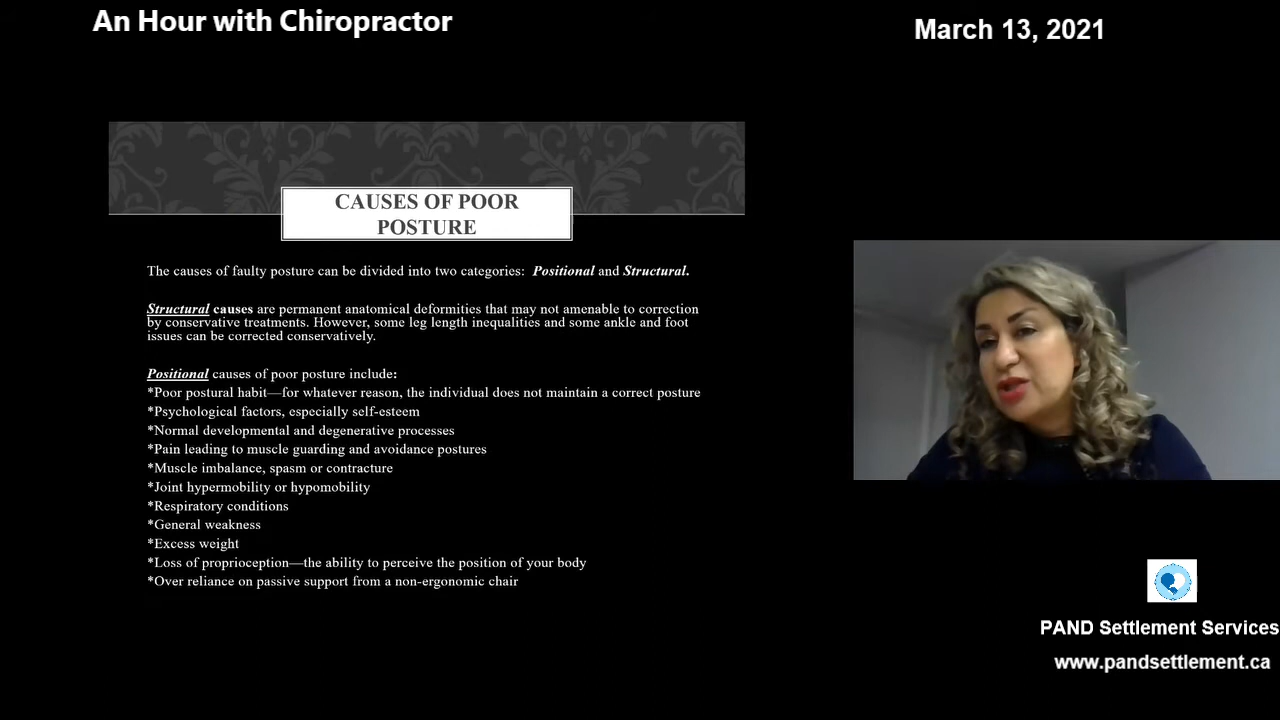 An Hour with Chiropractor
March 13, 2021
CAUSES OF POOR
POSTURE
The causes of faulty posture can be divided into two categories: Positional and Structural.
Structural causes are permanent anatomical deformities that may not amenable to correction
by conservative treatments. However, some leg length inequalities and some ankle and foot
issues can be corrected conservatively.
Positional causes of poor posture include:
*Poor postural habit—for whatever reason, the individual does not maintain a correct posture
*Psychological factors, especially self-esteem
*Normal developmental and degenerative processes
*Pain leading to muscle guarding and avoidance postures
*Muscle imbalance, spasm or contracture
*Joint hypermobility or hypomobility
*Respiratory conditions
*General weakness
*Excess weight
*Loss of proprioception—the ability to perceive the position of your body
*Over reliance on passive support from a non-ergonomic chair
PAND Settlement Services
www.pandsettlement.ca